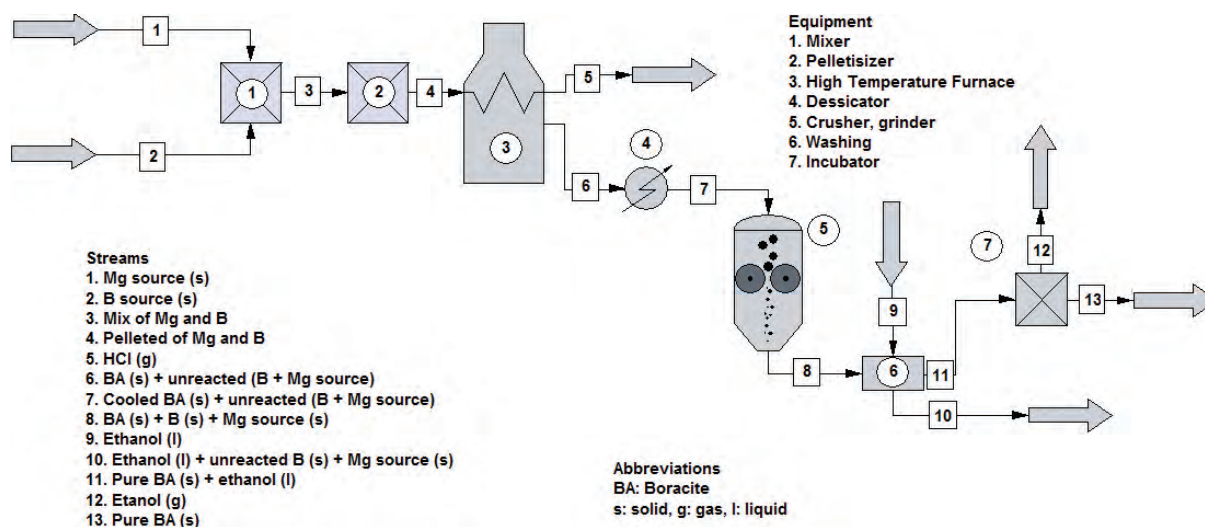 1
2
1
3
2
4
3
5
4
6
7
5
8
9
6
10
11
7
12
13
Equipment
1. Mixer
2. Pelletisizer
3. High Temperature Furnace
4. Dessicator
5. Crusher, grinder
6. Washing
7. Incubator
Streams
1. Mg source (s)
2. B source (s)
3. Mix of Mg and B
4. Pelleted of Mg and B
5. HCl (g)
6. BA (s) + unreacted (B + Mg source)
7. Cooled BA (s) + unreacted (B + Mg source)
8. BA (s) + B (s) + Mg source (s)
9. Ethanol (l)
10. Ethanol (l) + unreacted B (s) + Mg source (s)
11. Pure BA (s) + ethanol (l)
12. Etanol (g)
13. Pure BA (s)
Abbreviations
BA: Boracite
s: solid, g: gas, l: liquid